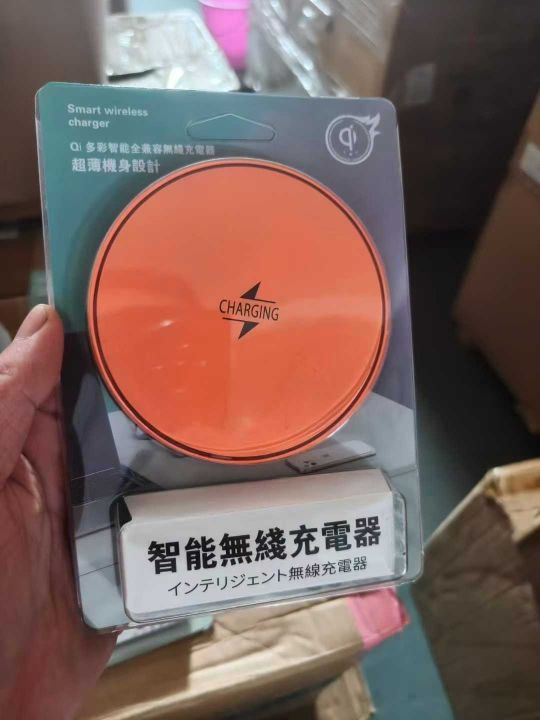 Smart wireless
charger
Qi 多彩智能全兼容無綫充電器
超薄機身設計
qi
CHARGING
智能無綫充電器
インテリジェント無線充電器